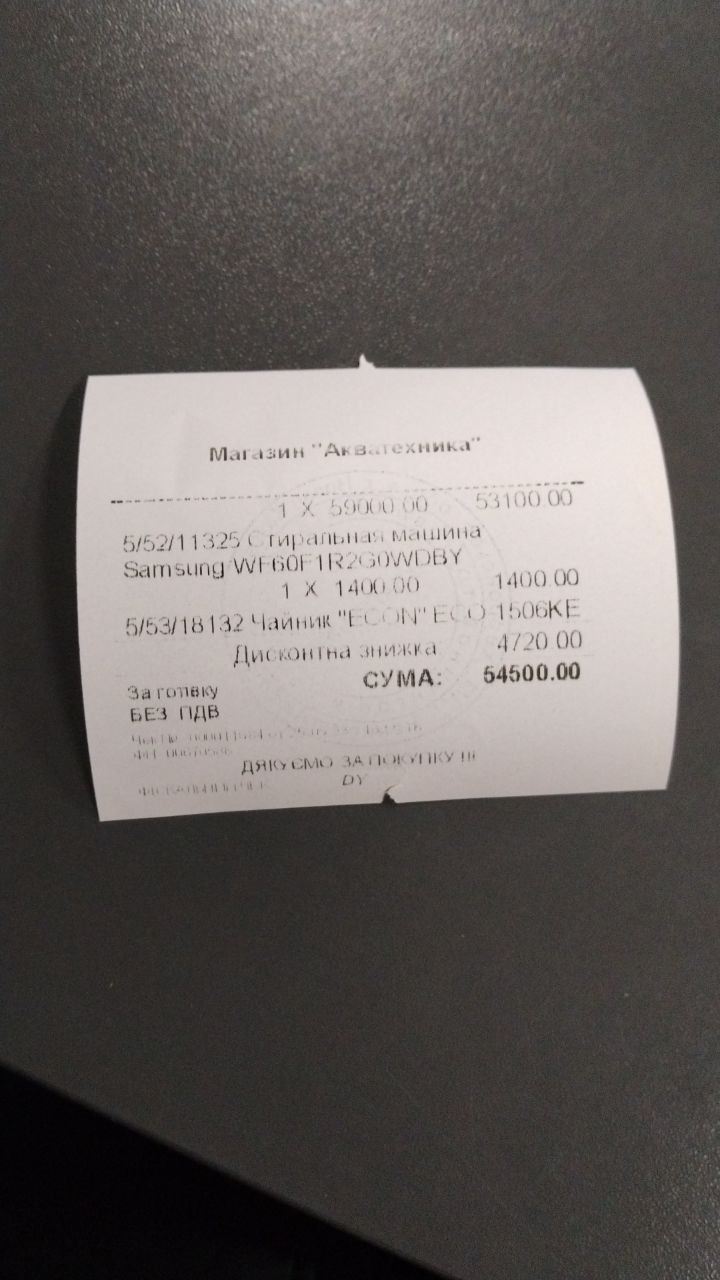 Магазин "Акватехника"
1 X 59000.00 53100.00
5/52/11325 Стиральная машина
Samsung WF60F1R2G0WDBY
1 X 1400.00 1400.00
5/53/18132 Чайник "ECON" ECO 1506KE
Дисконтна знижка 4720.00
СУМА: 54500.00
За готівку
БЕЗ ПДВ
ДЯКУЄМО ЗА ПОКУПКУ !!!